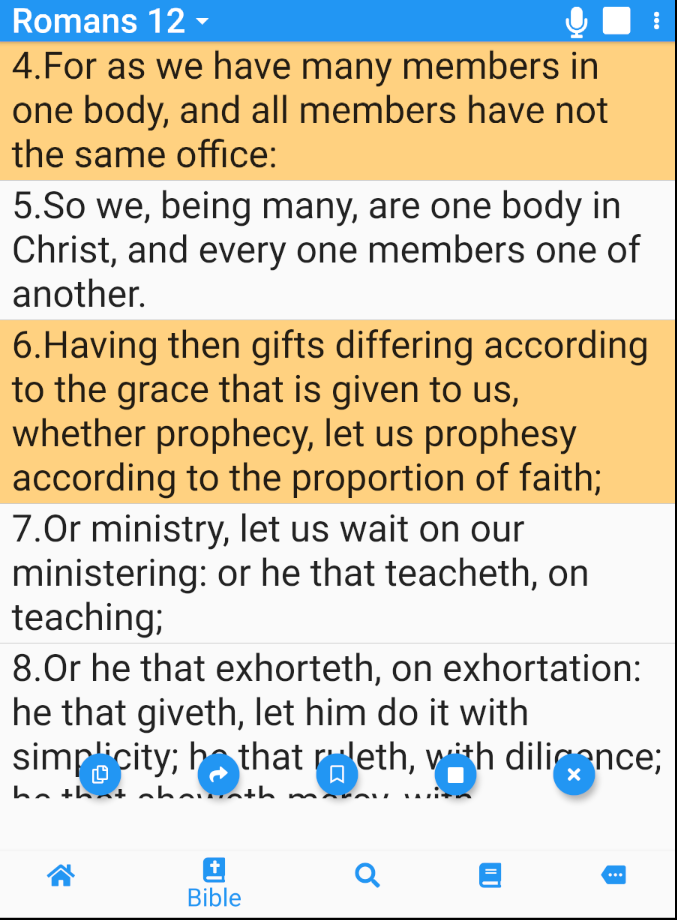 Romans 12
4.For as we have many members in
one body, and all members have not
the same office:
5.So we, being many, are one body in
Christ, and every one members one of
another.
6.Having then gifts differing according
to the grace that is given to us,
whether prophecy, let us prophesy
according to the proportion of faith;
7.Or ministry, let us wait on our
ministering: or he that teacheth, on
teaching;
8.Or he that exhorteth, on exhortation:
he that giveth, let him do it with
simplicity; he that ruleth, with diligence;
he that sheweth mercy, with
Bible